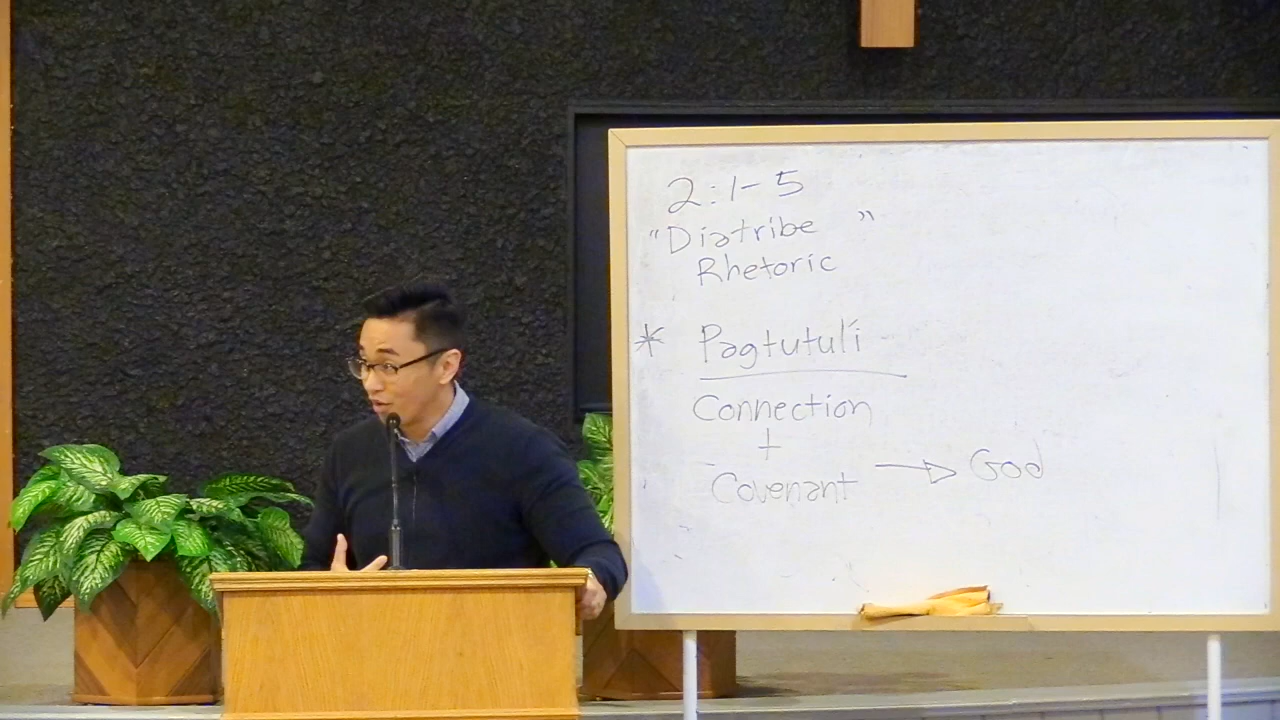 2:1-5
"Diatribe "
Rhetoric
* Pagtutuli
Connection
+
Covenant → God